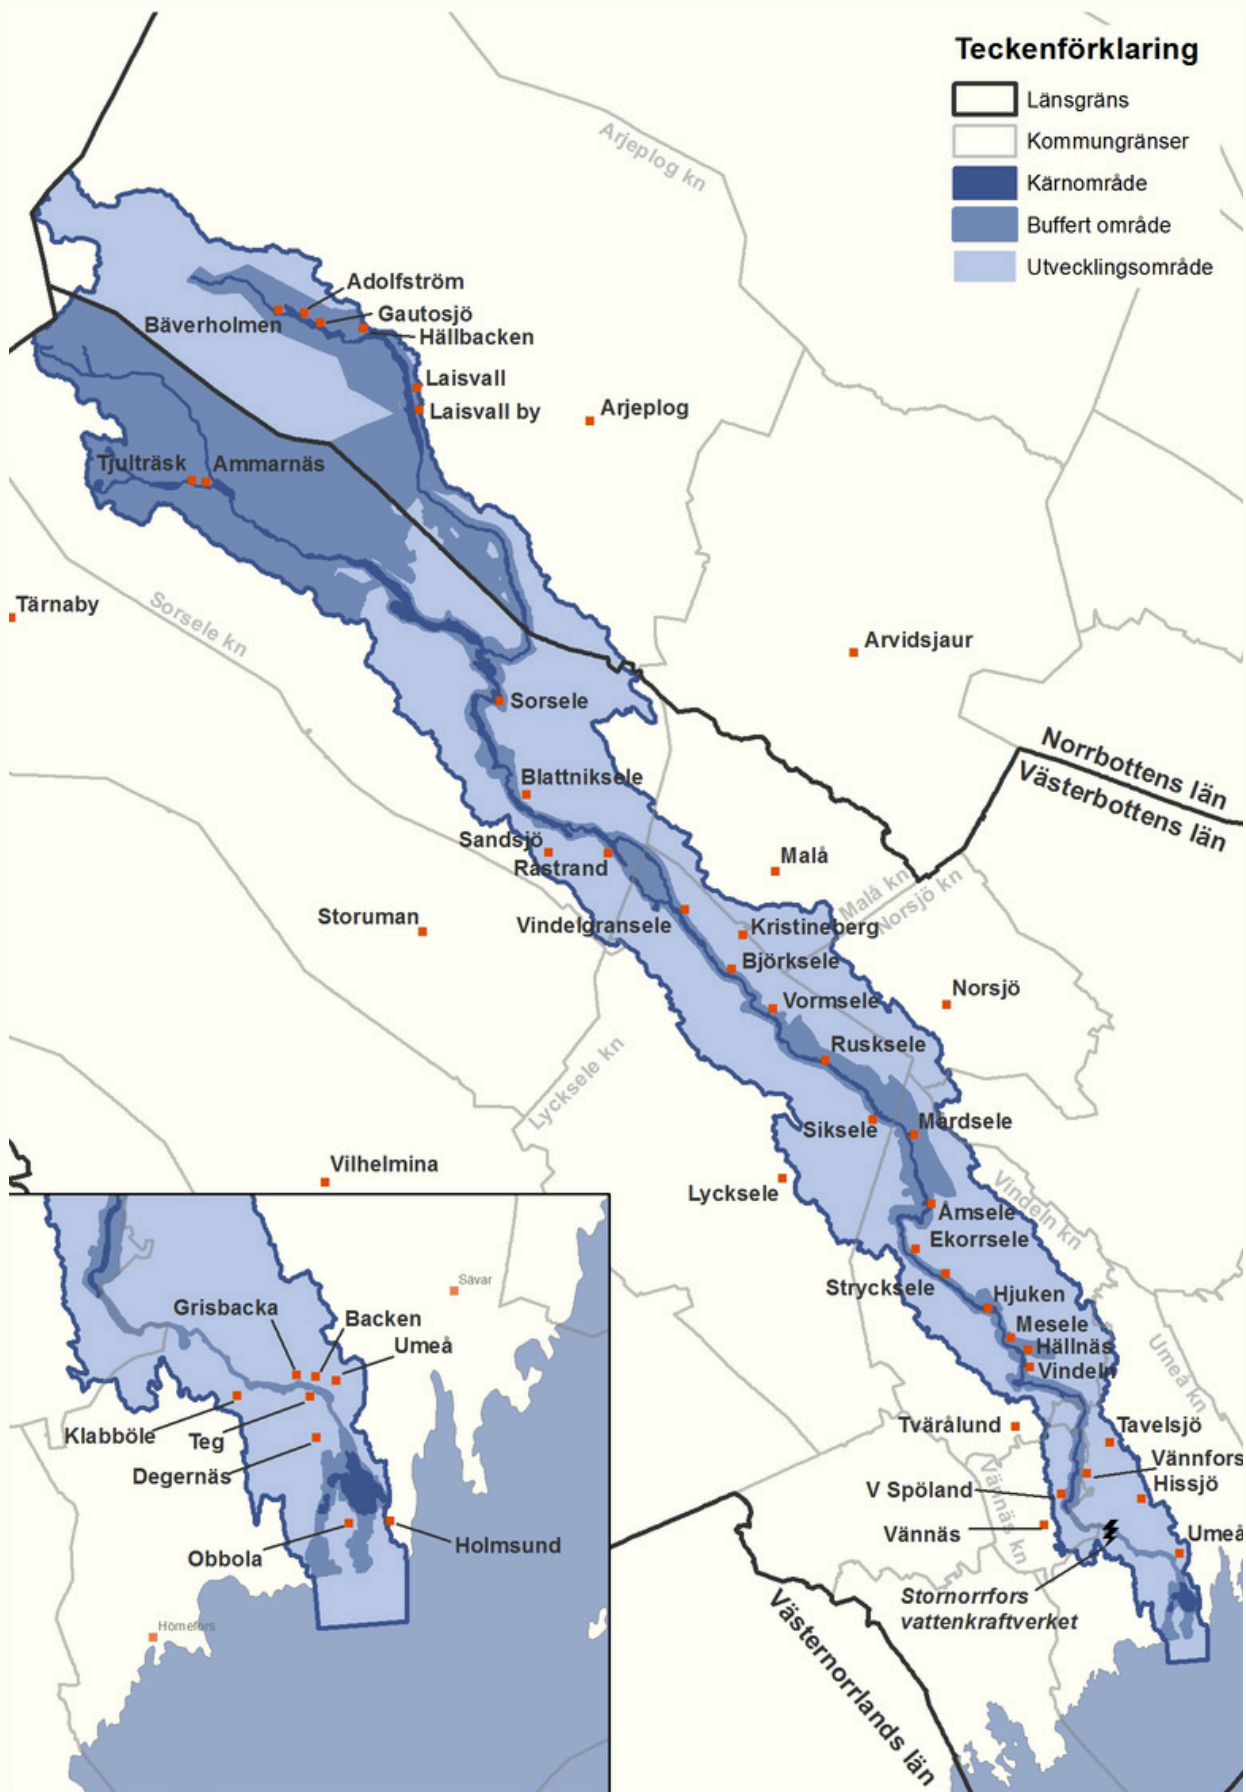 Teckenförklaring
Länsgräns
Kommungränser
Kärnområde
Buffert område
Utvecklingsområde
Arjeplog kn
Adolfström
Gautosjö
Bäverholmen
Hällbacken
Laisvall
Laisvall by
Arjeplog
Tjulträsk
Ammarnäs
Tärnaby
Sorsele kn
Arvidsjaur
Sorsele
Norrbottens län
Västerbottens län
Blattniksele
Sandsjö
Råstrand
Malå
Malå kn
Norsjö kn
Storuman
Vindelgransele
Kristineberg
Björksele
Norsjö
Vormsele
Rusksele
Lycksele kn
Siksele
Mårdsele
Vilhelmina
Lycksele
Vindeln kn
Åmsele
Ekorrsele
Strycksele
Hjuken
Mesele
Hällnäs
Vindeln
Umeå kn
Tvärålund
Tavelsjö
Vännfors
Hissjö
V Spöland
Vännäs
Vännäs kn
Umeå
Stornorrfors
vattenkraftverket
Västernorrlands län
Sävar
Grisbacka
Backen
Umeå
Klabböle
Teg
Degernäs
Obbola
Holmsund
Hörnefors